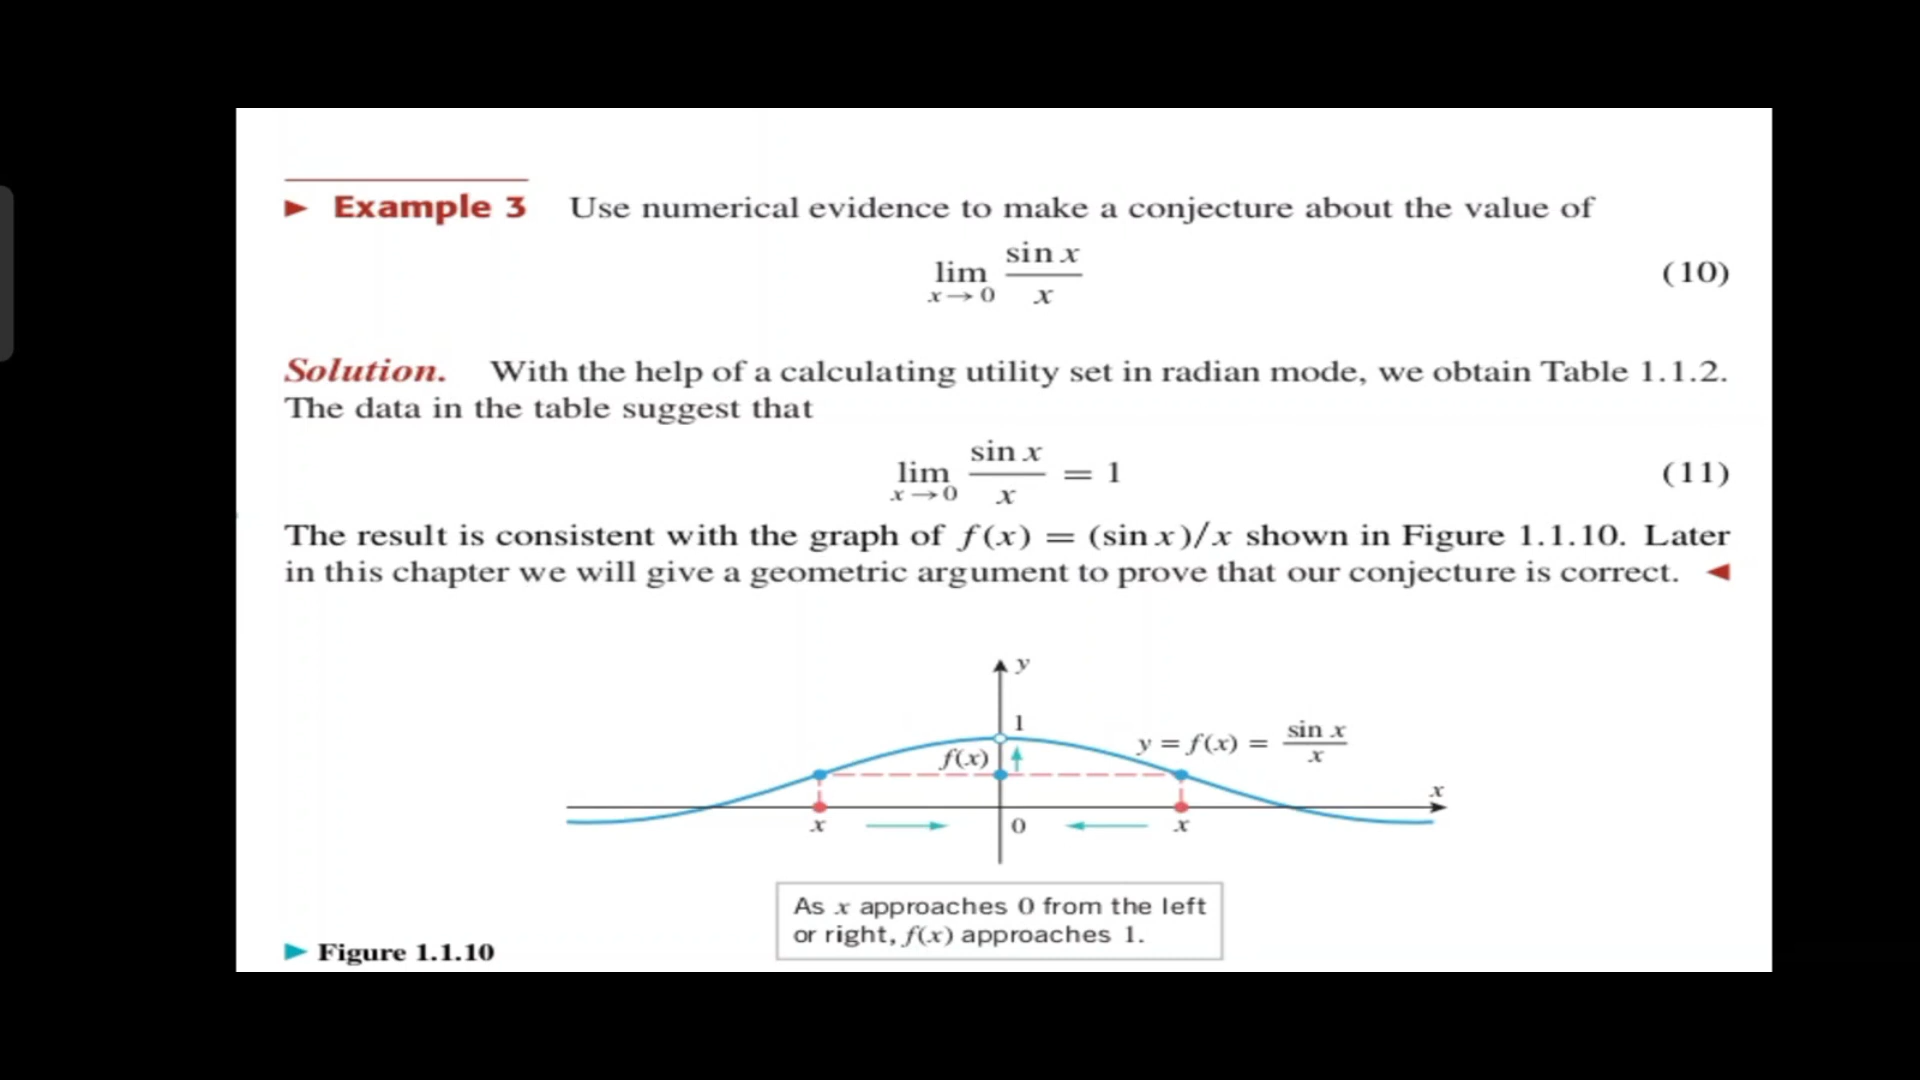 ► Example 3 Use numerical evidence to make a conjecture about the value of
lim x→0 sin x / x (10)
Solution. With the help of a calculating utility set in radian mode, we obtain Table 1.1.2.
The data in the table suggest that
lim x→0 sin x / x = 1 (11)
The result is consistent with the graph of f(x) = (sin x)/x shown in Figure 1.1.10. Later
in this chapter we will give a geometric argument to prove that our conjecture is correct. ◄
y
1
y = f(x) = sin x / x
f(x)
x
x 0 x
As x approaches 0 from the left
or right, f(x) approaches 1.
► Figure 1.1.10